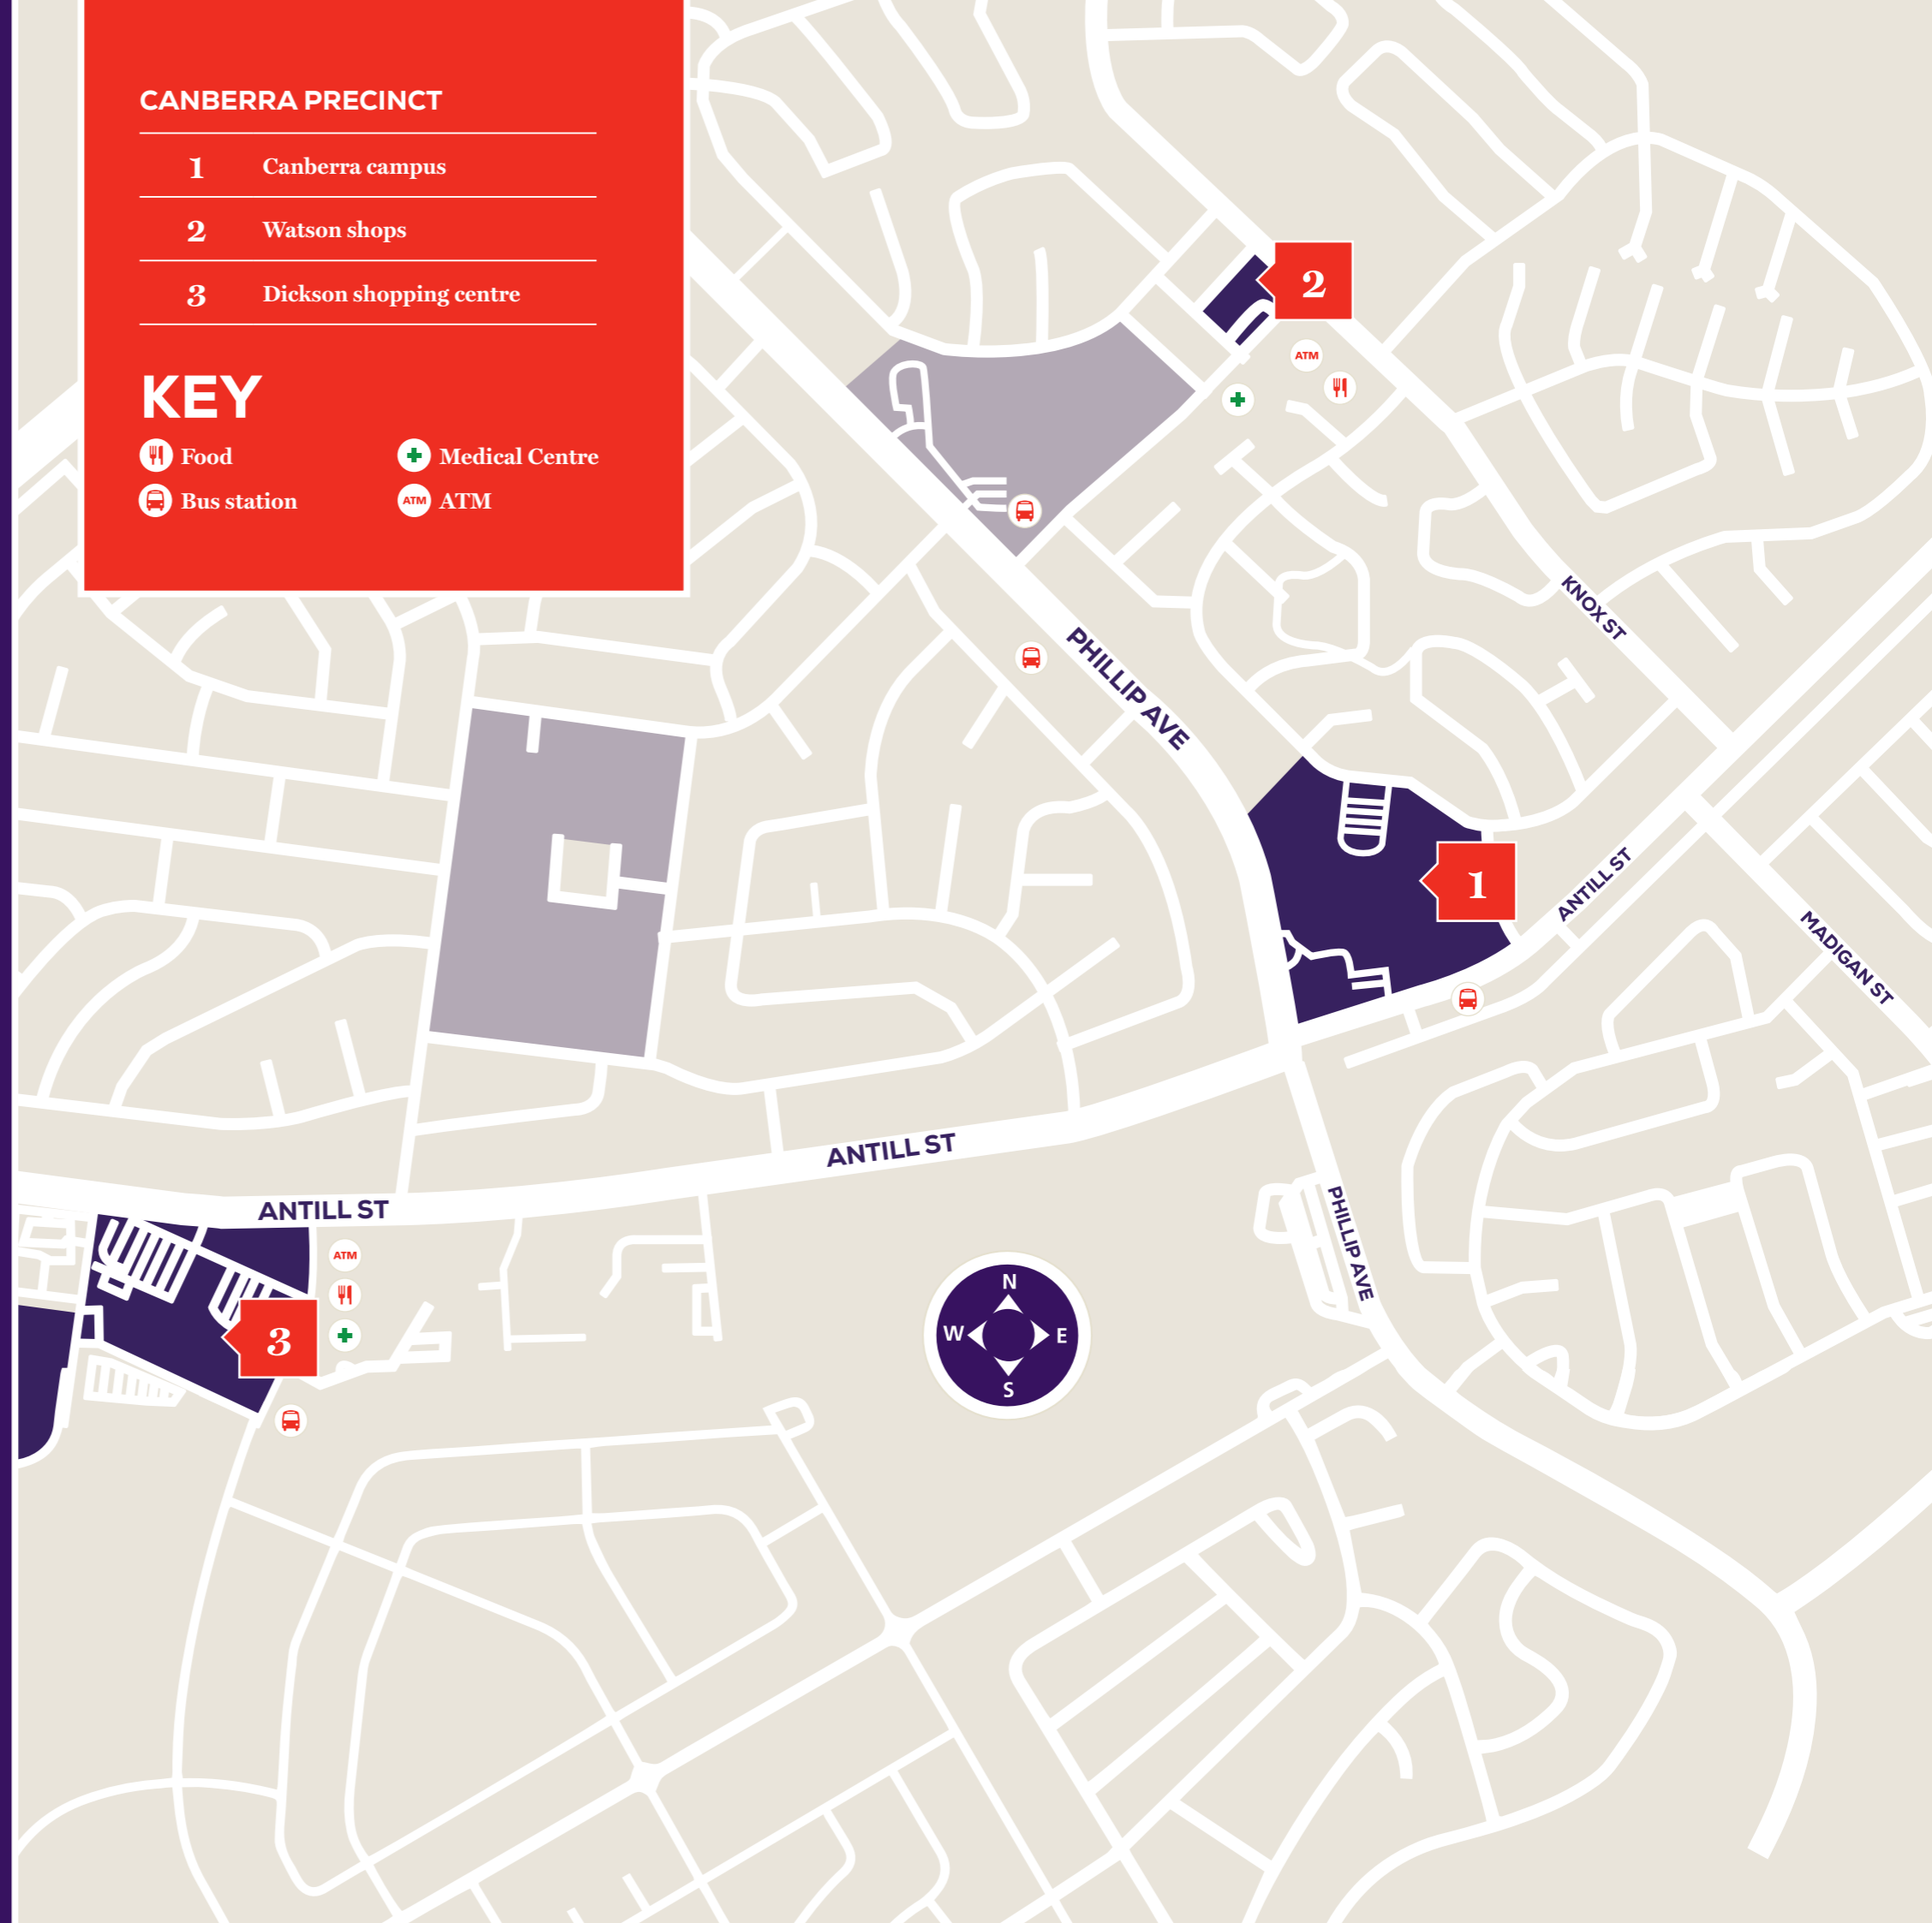 CANBERRA PRECINCT
1 Canberra campus
2 Watson shops
3 Dickson shopping centre
KEY
Food
Medical Centre
Bus station
ATM ATM
2
ATM
KNOX ST
PHILLIP AVE
1
ANTILL ST
MADIGAN ST
ANTILL ST
ANTILL ST
PHILLIP AVE
ATM
3
N
W E
S